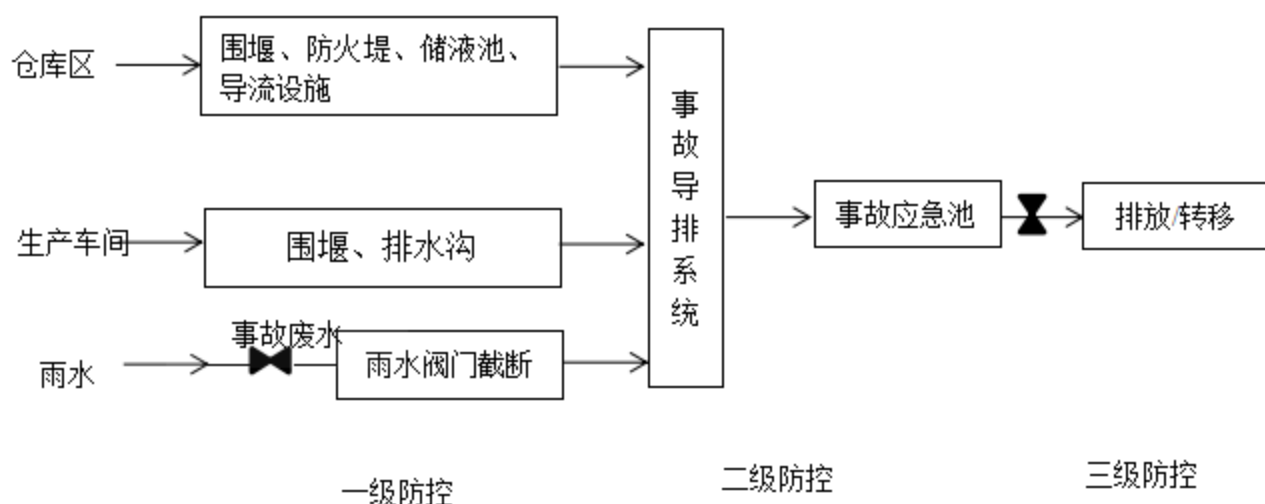 仓库区
围堰、防火堤、储液池、
导流设施
生产车间
围堰、排水沟
事故废水
雨水
雨水阀门截断
事故导排系统
事故应急池
排放/转移
一级防控
二级防控
三级防控